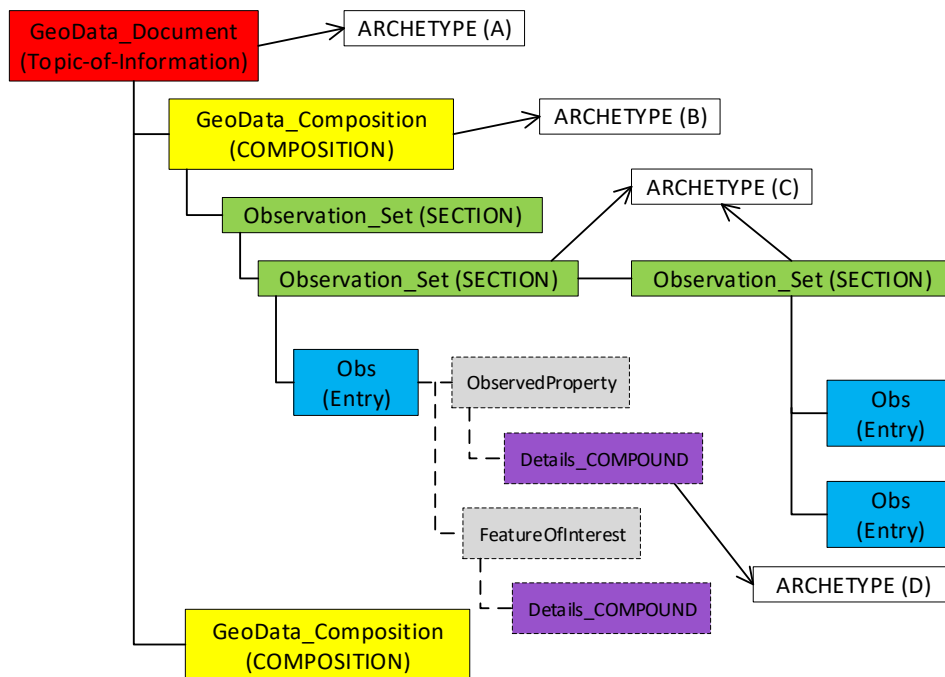 GeoData_Document
(Topic-of-Information)
ARCHETYPE (A)
GeoData_Composition
(COMPOSITION)
ARCHETYPE (B)
ARCHETYPE (C)
Observation_Set (SECTION)
Observation_Set (SECTION)
Observation_Set (SECTION)
Obs
(Entry)
ObservedProperty
Obs
(Entry)
Details_COMPOUND
Obs
(Entry)
FeatureOfInterest
ARCHETYPE (D)
Details_COMPOUND
GeoData_Composition
(COMPOSITION)